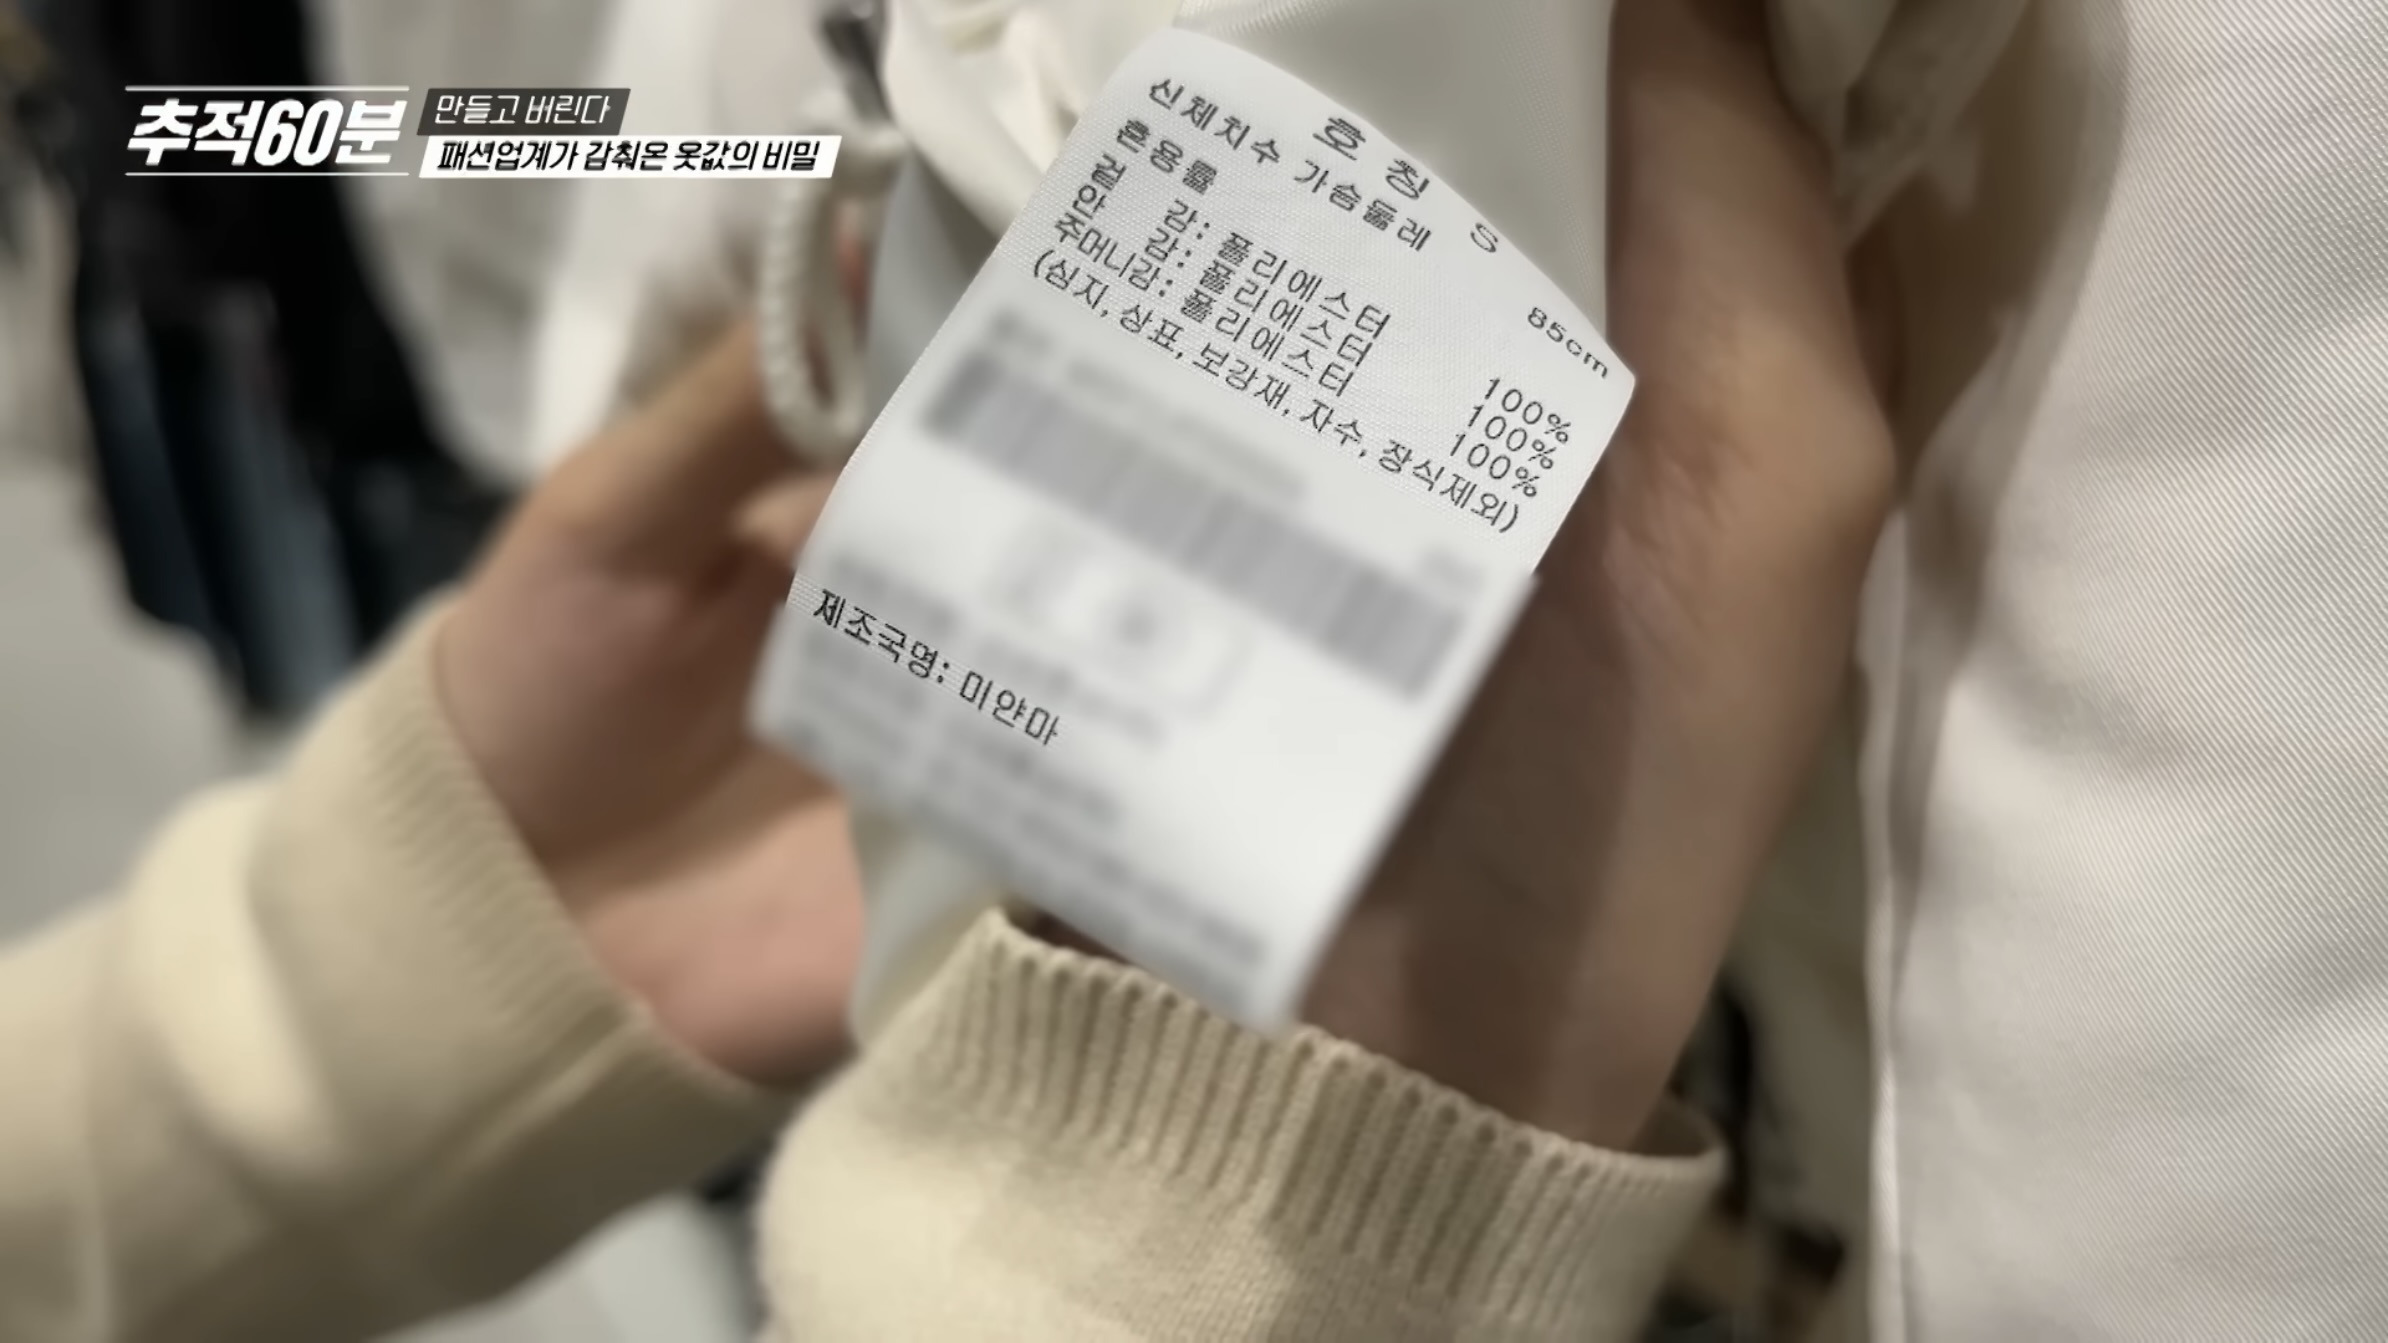 추적60분
만들고 버린다
패션업계가 감춰온 옷값의 비밀
호칭 S
신체치수 가슴둘레 85cm
혼용률
겉 감: 폴리에스터 100%
안 감: 폴리에스터 100%
주머니감: 폴리에스터 100%
(심지, 상표, 보강재, 자수, 장식제외)
제조국명: 미얀마